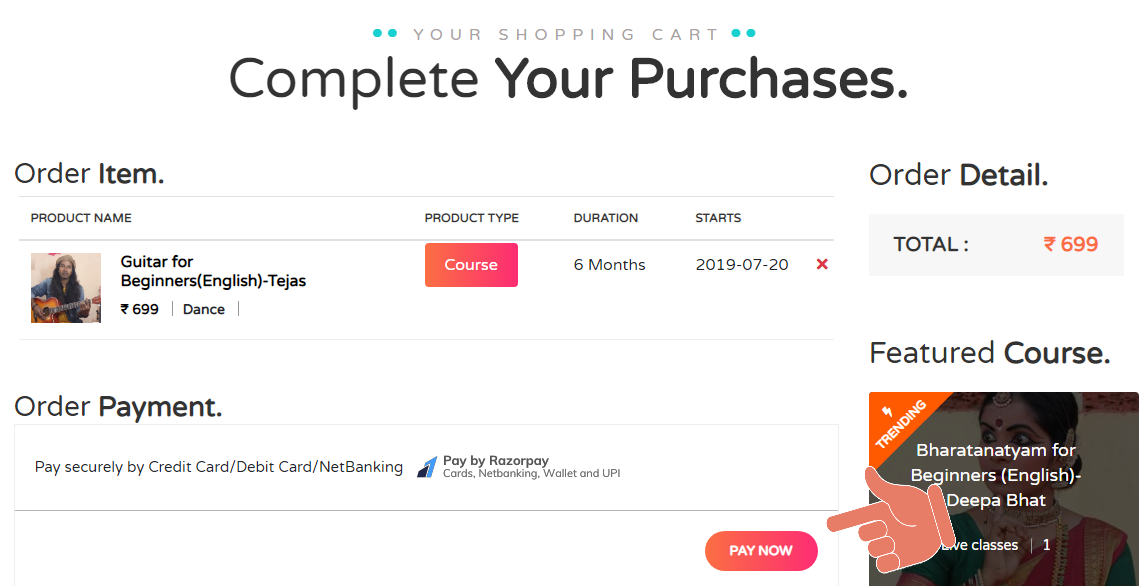 YOUR SHOPPING CART
Complete Your Purchases.
Order Item.
PRODUCT NAME PRODUCT TYPE DURATION STARTS
Guitar for
Beginners(English)-Tejas
₹ 699 | Dance |
Course
6 Months
2019-07-20
Order Payment.
Pay securely by Credit Card/Debit Card/NetBanking
Pay by Razorpay
Cards, Netbanking, Wallet and UPI
PAY NOW
Order Detail.
TOTAL : ₹ 699
Featured Course.
TRENDING
Bharatanatyam for
Beginners (English)-
Deepa Bhat
Live classes | 1